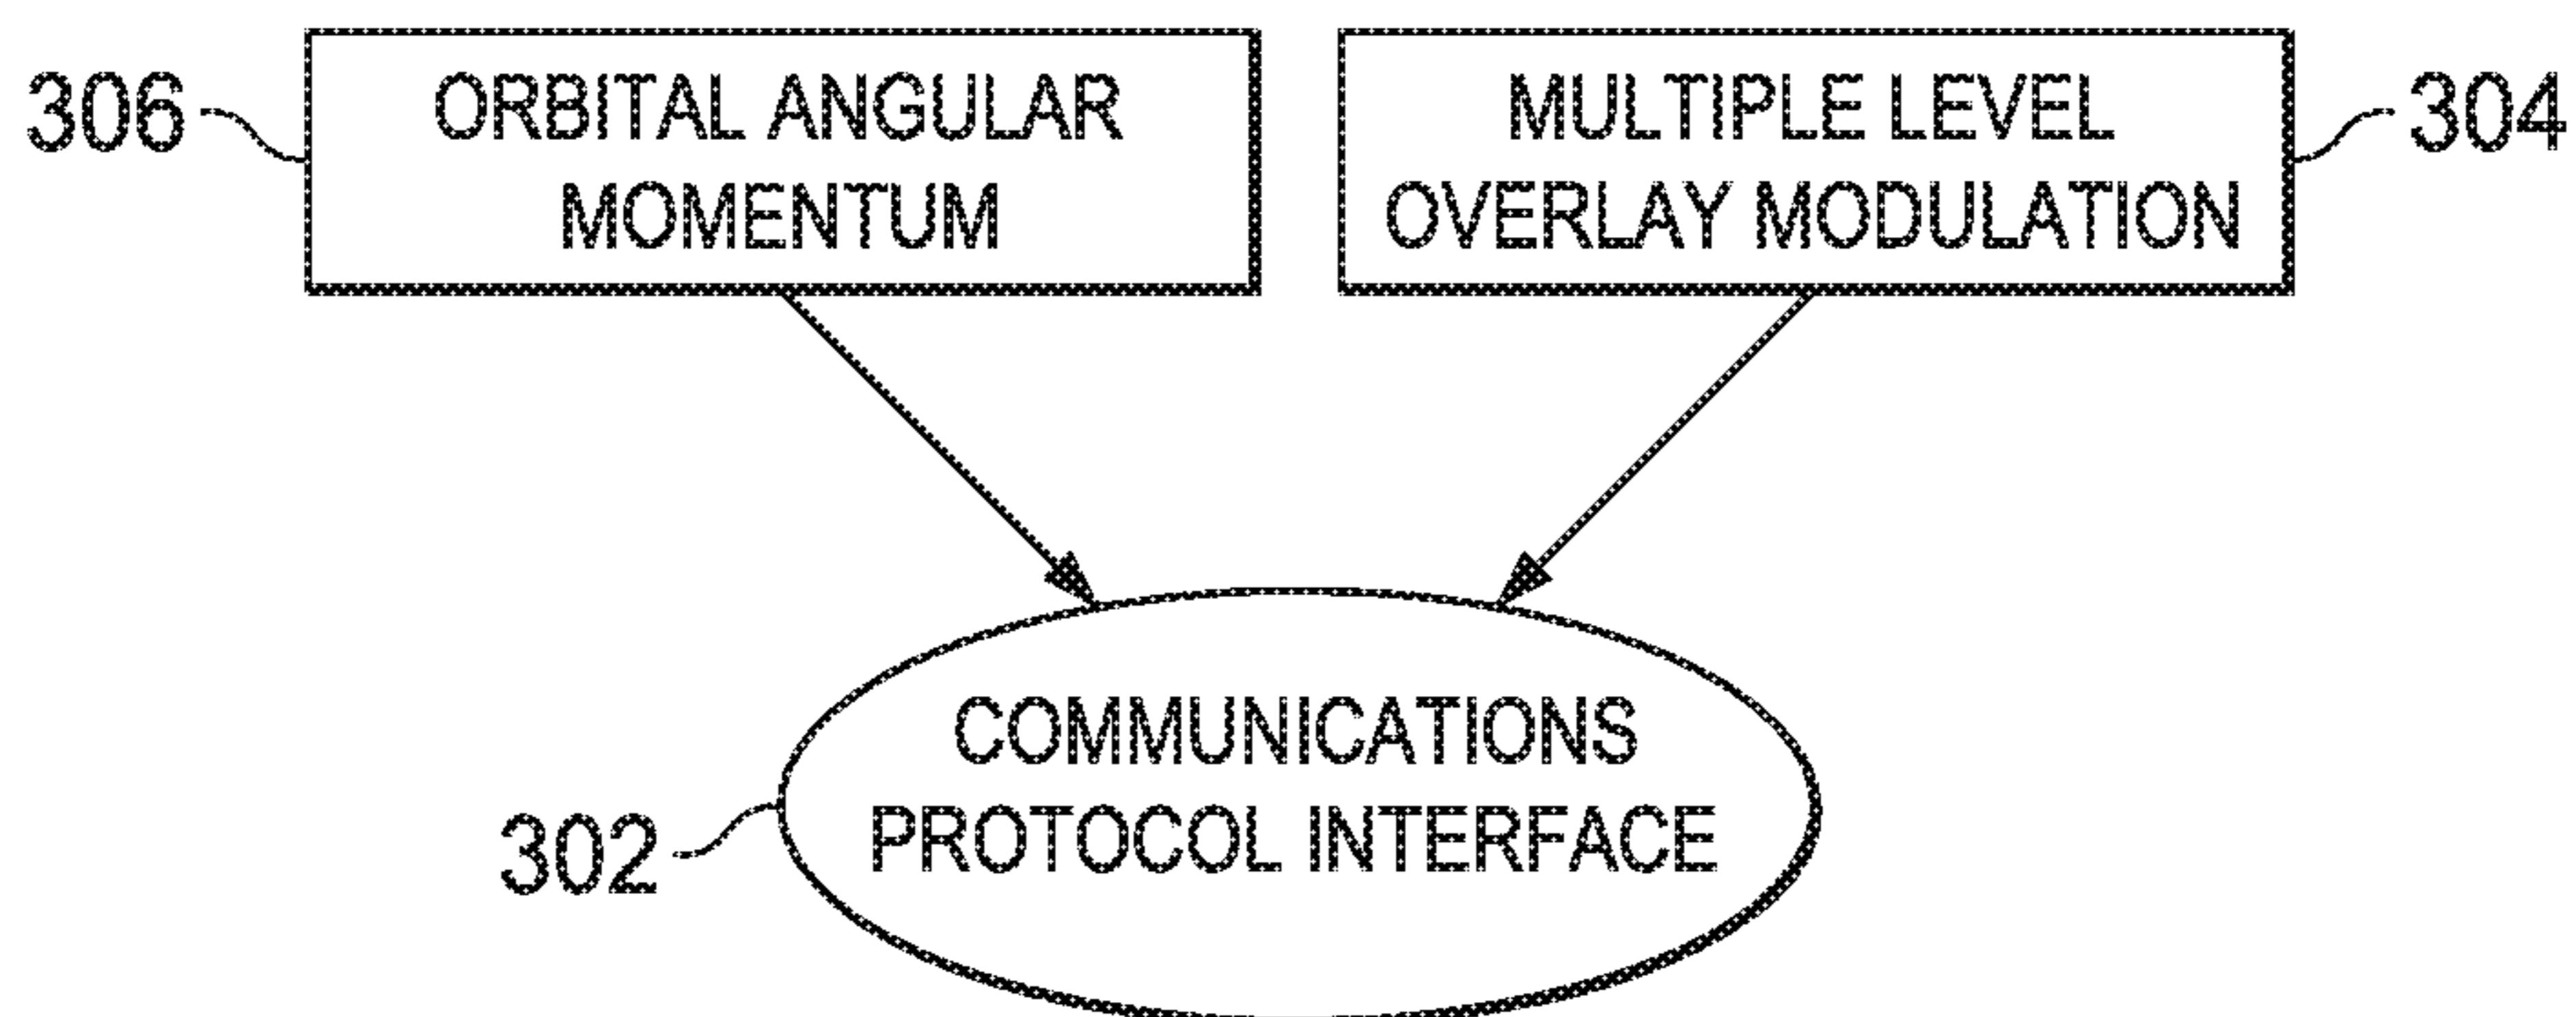 306
ORBITAL ANGULAR
MOMENTUM
MULTIPLE LEVEL
OVERLAY MODULATION
304
COMMUNICATIONS
PROTOCOL INTERFACE
302